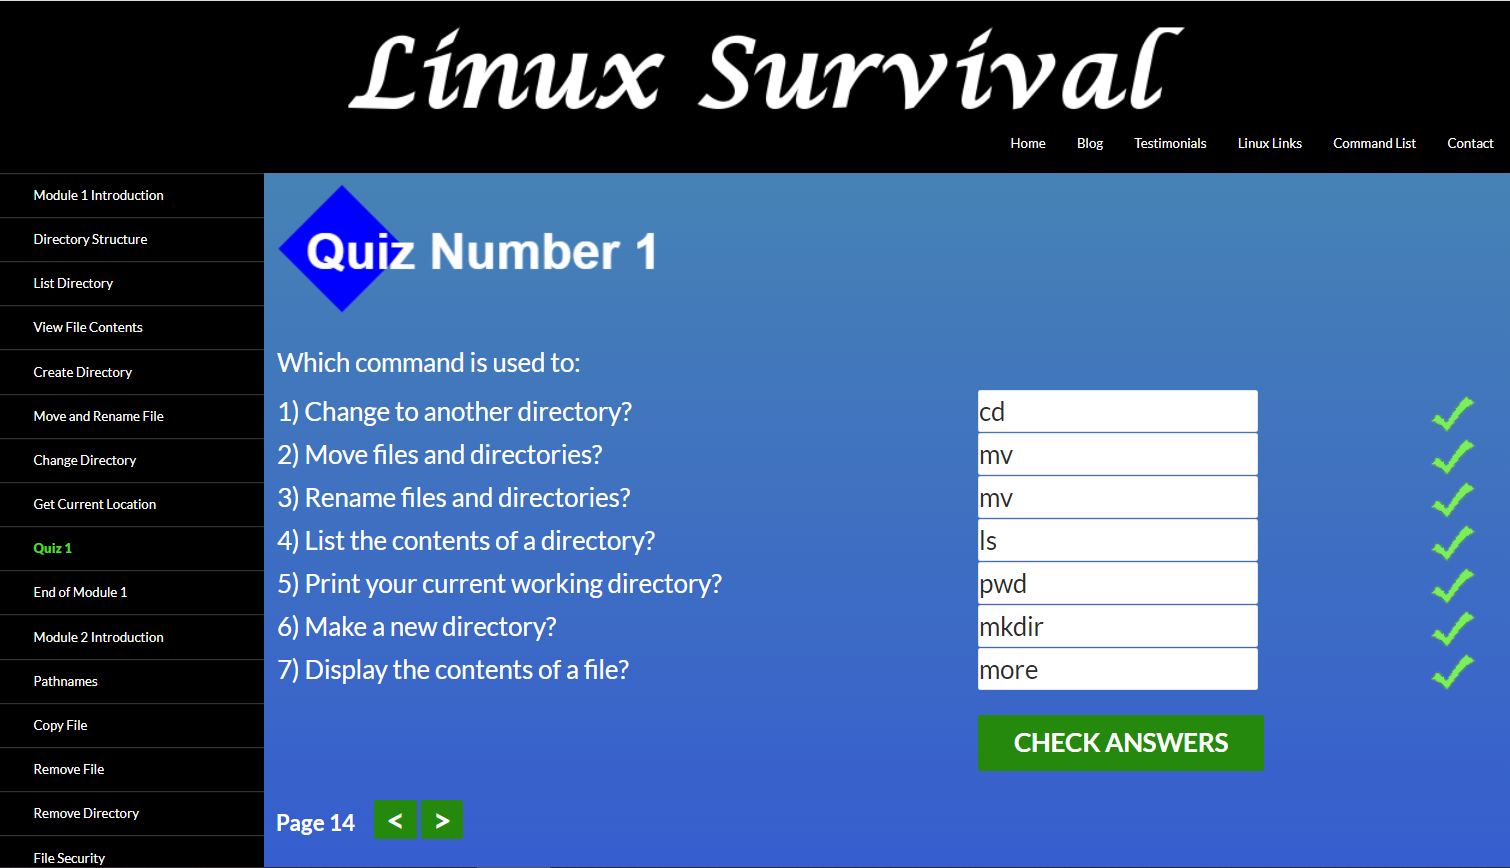 Linux Survival
Home Blog Testimonials Linux Links Command List Contact
Module 1 Introduction
Directory Structure
List Directory
View File Contents
Create Directory
Move and Rename File
Change Directory
Get Current Location
Quiz 1
End of Module 1
Module 2 Introduction
Pathnames
Copy File
Remove File
Remove Directory
File Security
Quiz Number 1
Which command is used to:
1) Change to another directory? cd
2) Move files and directories? mv
3) Rename files and directories? mv
4) List the contents of a directory? ls
5) Print your current working directory? pwd
6) Make a new directory? mkdir
7) Display the contents of a file? more
CHECK ANSWERS
Page 14 < >